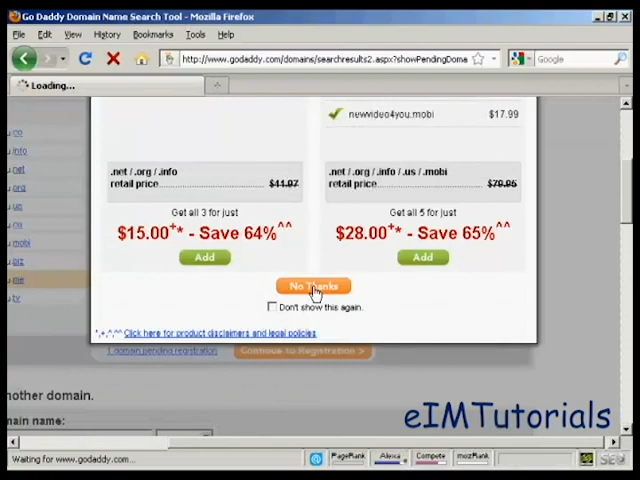 Go Daddy Domain Name Search Tool - Mozilla Firefox
File Edit View History Bookmarks Tools Help
http://www.godaddy.com/domains/searchresults2.aspx?showPendingDoma
Google
Loading...
co
info
net
org
us
co
mobi
biz
me
tv
newvideo4you.mobi $17.99
.net /.org /.info
retail price $41.97
Get all 3 for just
$15.00+* - Save 64%^^
Add
.net /.org /.info /.us /.mobi
retail price $79.95
Get all 5 for just
$28.00+* - Save 65%^^
Add
No Thanks
Don't show this again.
*,+,^,^^ Click here for product disclaimers and legal policies
1 domain pending registration Continue to Registration >
nother domain.
main name:
eIMTutorials
Waiting for www.godaddy.com...
PageRank Alexa Compete mozRank SEO